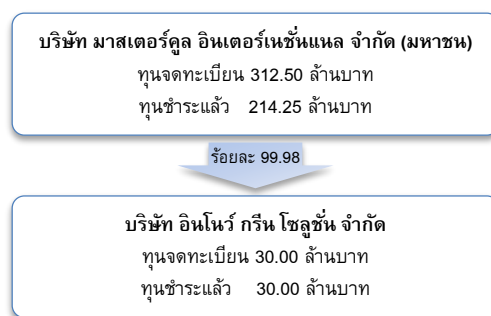 บริษัท มาสเตอร์คูล อินเตอร์เนชั่นแนล จำกัด (มหาชน)
ทุนจดทะเบียน 312.50 ล้านบาท
ทุนชำระแล้ว 214.25 ล้านบาท
ร้อยละ 99.98
บริษัท อินโนว์ กรีน โซลูชั่น จำกัด
ทุนจดทะเบียน 30.00 ล้านบาท
ทุนชำระแล้ว 30.00 ล้านบาท